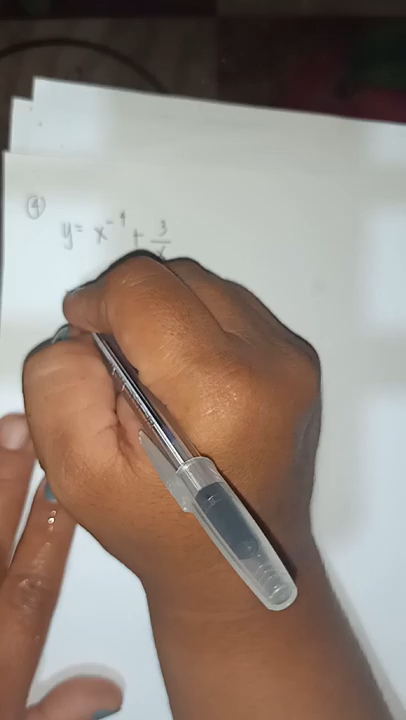 ④
y = x⁻⁴ + 3/x